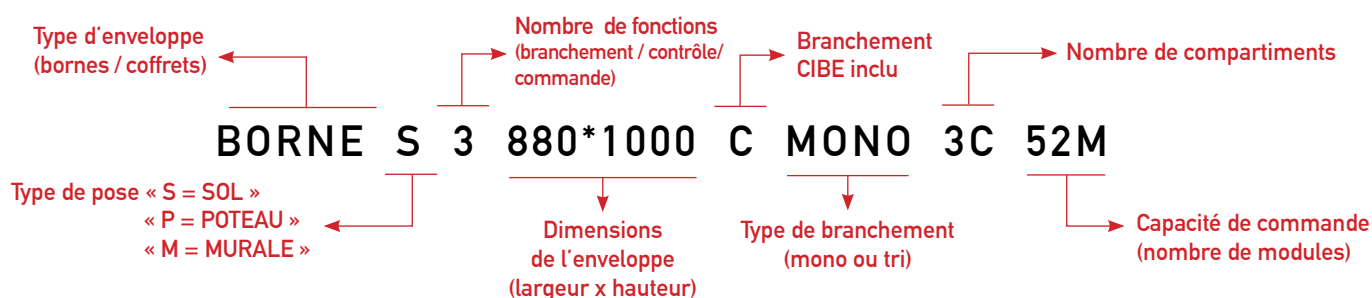 Type d'enveloppe
(bornes / coffrets)
Nombre de fonctions
(branchement / contrôle/
commande)
Branchement
CIBE inclu
Nombre de compartiments
BORNE S 3 880*1000 C MONO 3C 52M
Type de pose « S = SOL »
« P = POTEAU »
« M = MURALE »
Dimensions
de l'enveloppe
(largeur x hauteur)
Type de branchement
(mono ou tri)
Capacité de commande
(nombre de modules)